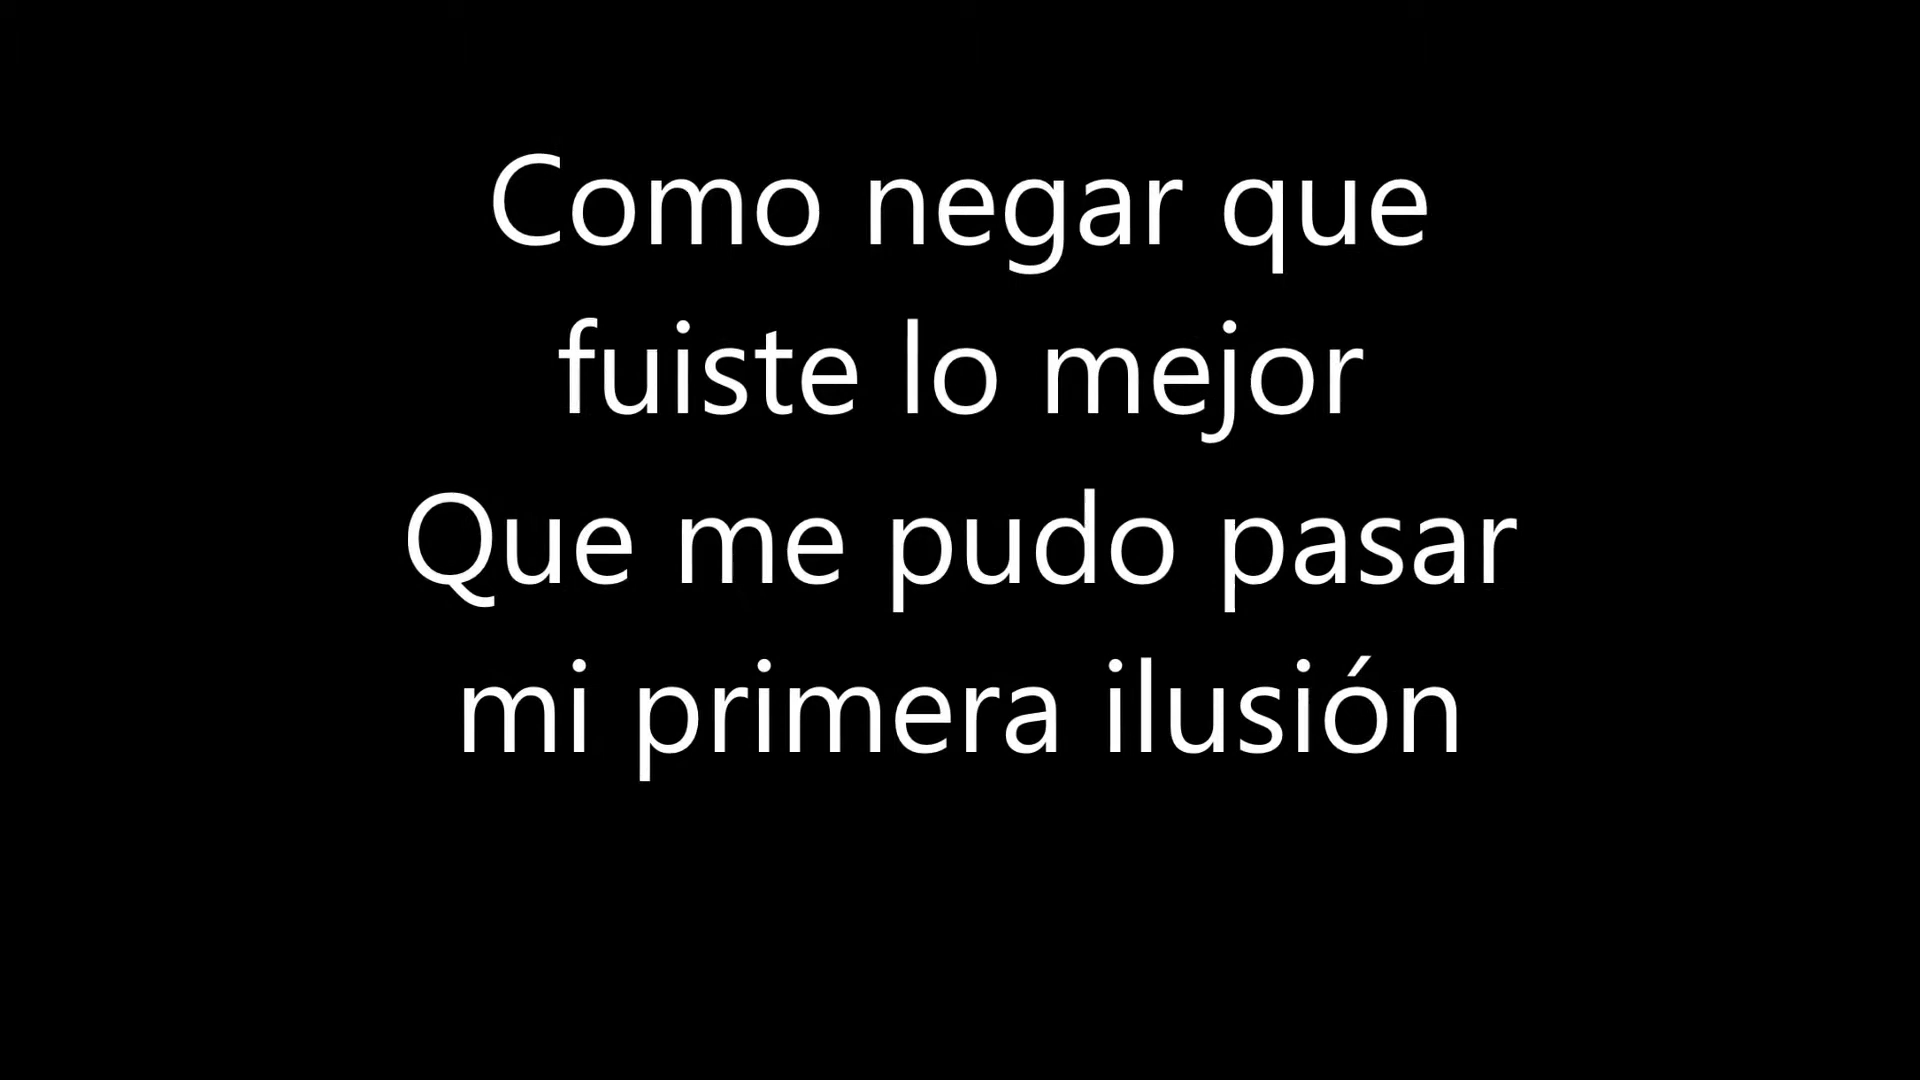 Como negar que
fuiste lo mejor
Que me pudo pasar
mi primera ilusión